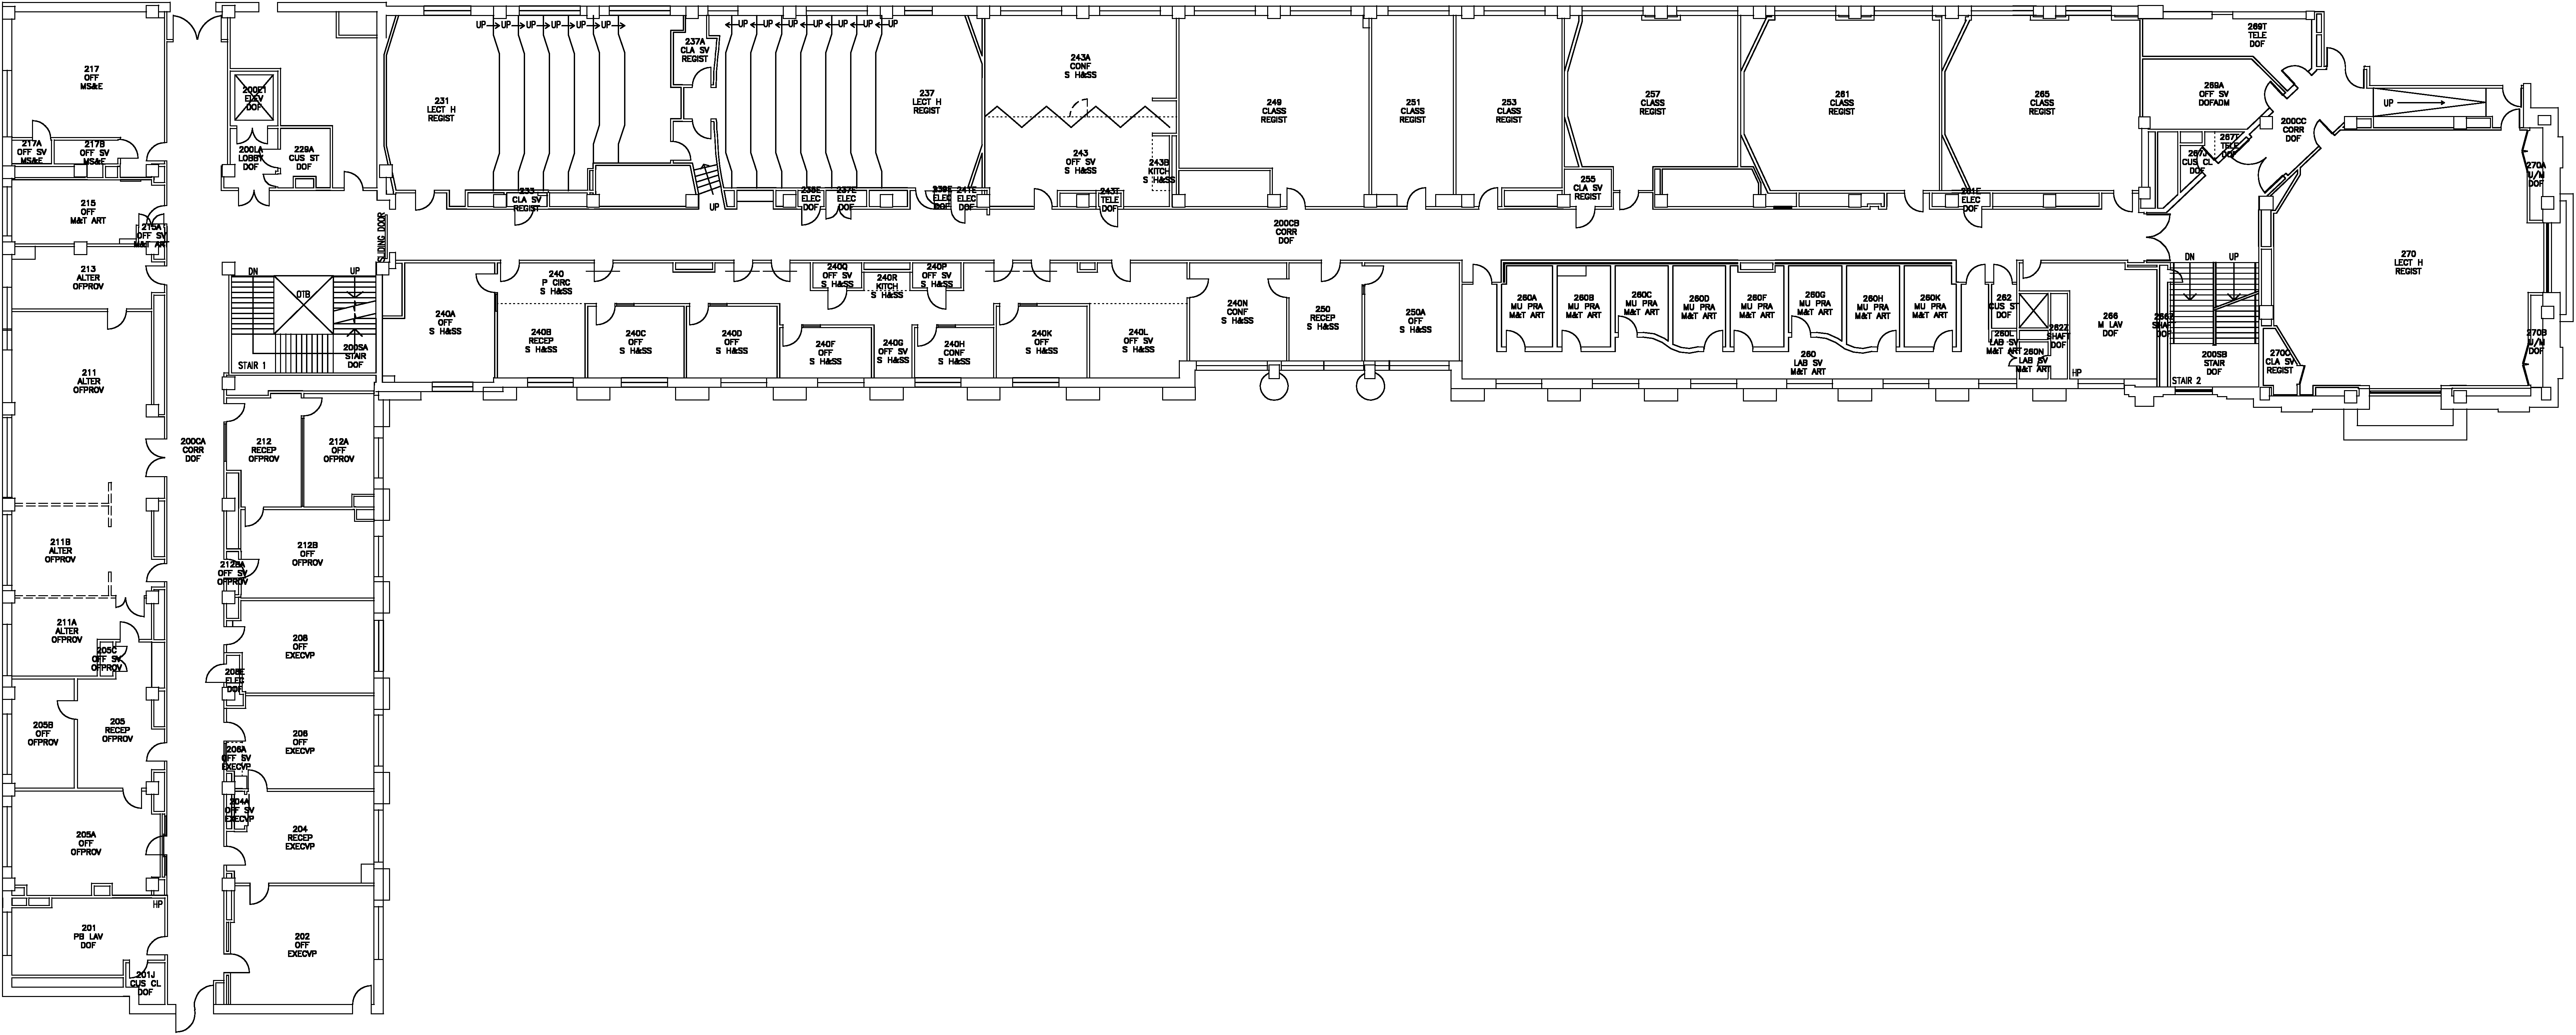 217
OFF
MS&E
217A
OFF SV
MS&E
217B
OFF SV
MS&E
215
OFF
M&T ART
215A
OFF SV
M&T ART
213
ALTER
OFPROV
211
ALTER
OFPROV
211B
ALTER
OFPROV
211A
ALTER
OFPROV
205C
OFF SV
OFPROV
205B
OFF
OFPROV
205
RECEP
OFPROV
205A
OFF
OFPROV
HP
201
PB LAV
DOF
201J
CUS CL
DOF
200CA
CORR
DOF
200E1
ELEV
DOF
200LA
LOBBY
DOF
229A
CUS ST
DOF
SLIDING DOOR
DN
UP
OTB
200SA
STAIR
DOF
STAIR 1
212
RECEP
OFPROV
212A
OFF
OFPROV
212B
OFF
OFPROV
212BA
OFF SV
OFPROV
208
OFF
EXECVP
208E
ELEC
DOF
206
OFF
EXECVP
206A
OFF SV
EXECVP
204A
OFF SV
EXECVP
204
RECEP
EXECVP
202
OFF
EXECVP
UP UP UP UP UP UP
231
LECT H
REGIST
233
CLA SV
REGIST
237A
CLA SV
REGIST
UP
UP UP UP UP UP UP UP
237
LECT H
REGIST
235E
ELEC
DOF
237E
ELEC
DOF
239E
ELEC
DOF
241E
ELEC
DOF
243A
CONF
S H&SS
243
OFF SV
S H&SS
243B
KITCH
S H&SS
243T
TELE
DOF
249
CLASS
REGIST
251
CLASS
REGIST
253
CLASS
REGIST
255
CLA SV
REGIST
257
CLASS
REGIST
261
CLASS
REGIST
261E
ELEC
DOF
265
CLASS
REGIST
200CB
CORR
DOF
240
P CIRC
S H&SS
240A
OFF
S H&SS
240B
RECEP
S H&SS
240C
OFF
S H&SS
240D
OFF
S H&SS
240Q
OFF SV
S H&SS
240R
KITCH
S H&SS
240P
OFF SV
S H&SS
240F
OFF
S H&SS
240G
OFF SV
S H&SS
240H
CONF
S H&SS
240K
OFF
S H&SS
240L
OFF SV
S H&SS
240N
CONF
S H&SS
250
RECEP
S H&SS
250A
OFF
S H&SS
260A
MU PRA
M&T ART
260B
MU PRA
M&T ART
260C
MU PRA
M&T ART
260D
MU PRA
M&T ART
260F
MU PRA
M&T ART
260G
MU PRA
M&T ART
260H
MU PRA
M&T ART
260K
MU PRA
M&T ART
260
LAB SV
M&T ART
262
CUS ST
DOF
260L
LAB SV
M&T ART
260N
LAB SV
M&T ART
262Z
SHAFT
DOF
HP
266
M LAV
DOF
SHAFT
DOF
DN
UP
200SB
STAIR
DOF
STAIR 2
269T
TELE
DOF
269A
OFF SV
DOFADM
267T
TELE
DOF
267J
CUS CL
DOF
200CC
CORR
DOF
UP
270
LECT H
REGIST
270A
U/M
DOF
270B
U/M
DOF
270C
CLA SV
REGIST